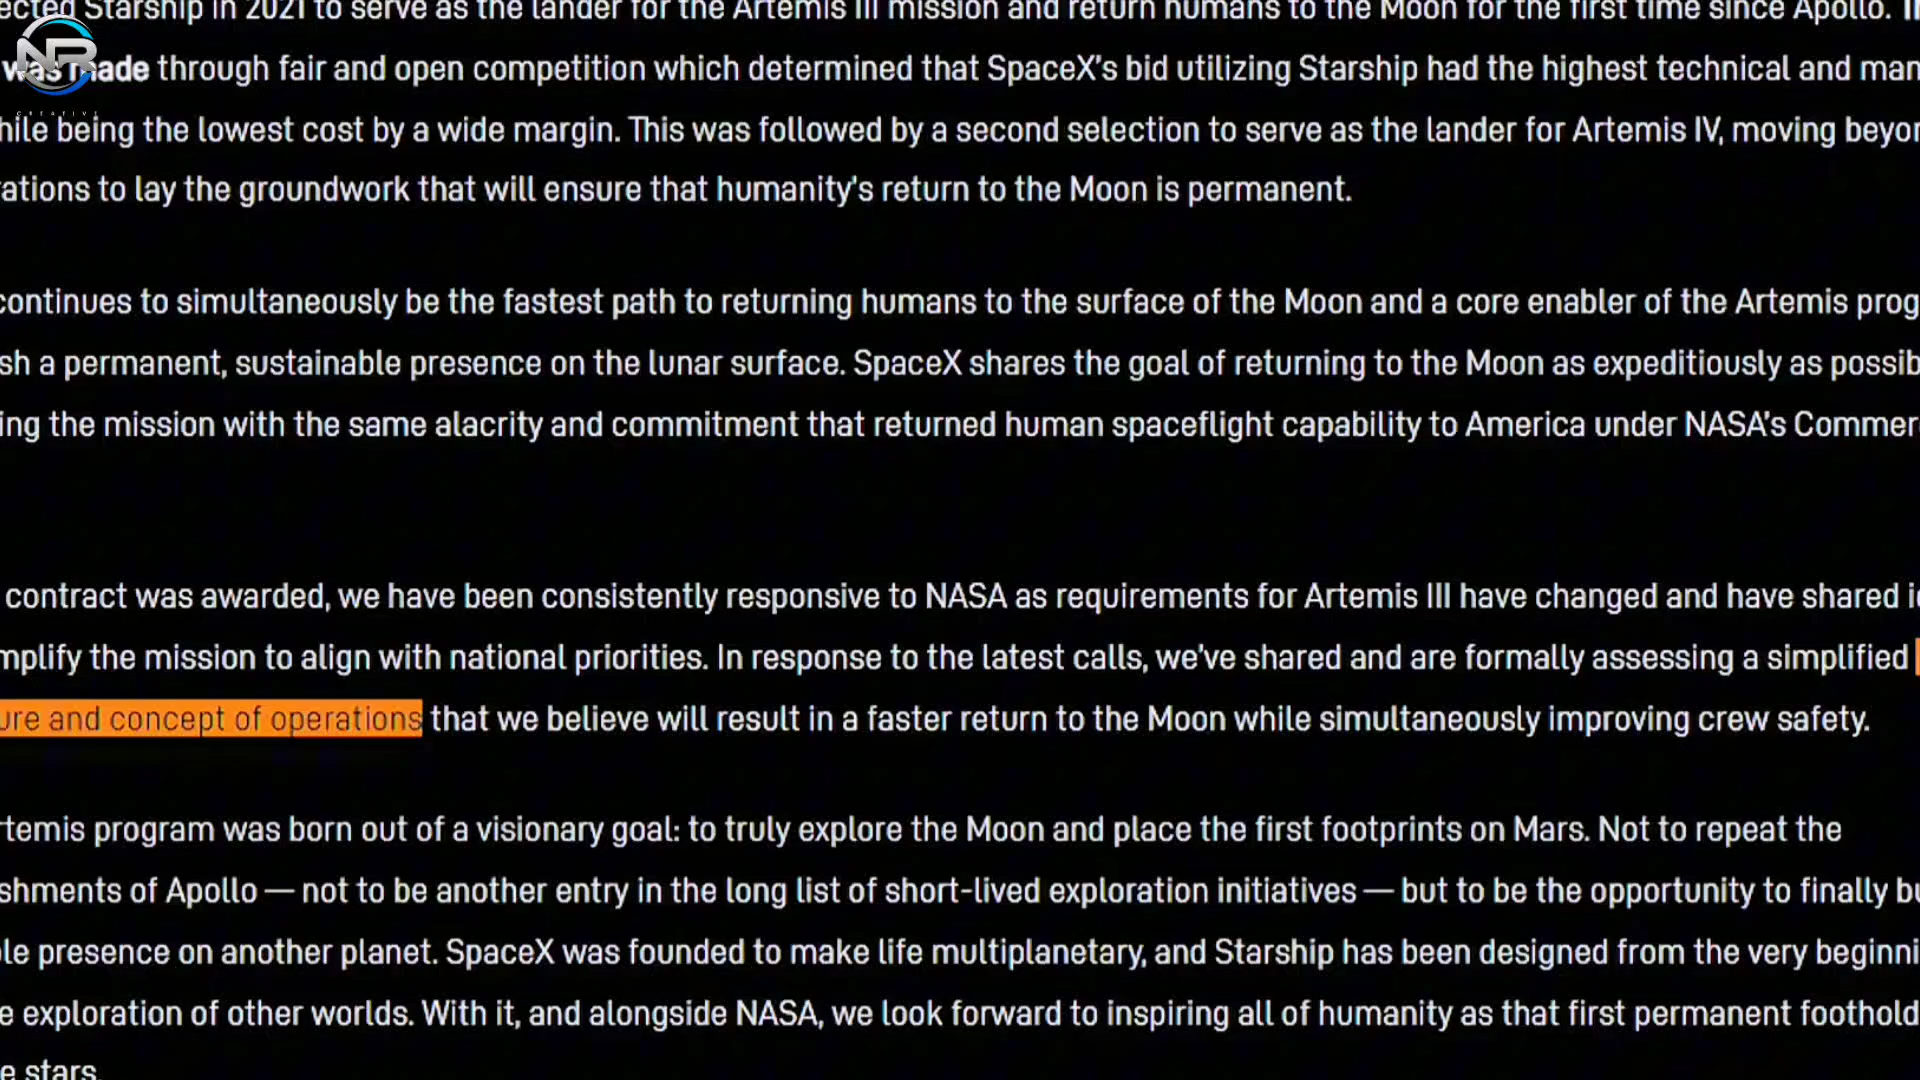 Starship in 2021 to serve as the lander for the Artemis III mission and return humans to the Moon for the first time since Apollo.
NR
was made through fair and open competition which determined that SpaceX's bid utilizing Starship had the highest technical and man
CREATIVE
hile being the lowest cost by a wide margin. This was followed by a second selection to serve as the lander for Artemis IV, moving beyon
ations to lay the groundwork that will ensure that humanity's return to the Moon is permanent.
continues to simultaneously be the fastest path to returning humans to the surface of the Moon and a core enabler of the Artemis prog
sh a permanent, sustainable presence on the lunar surface. SpaceX shares the goal of returning to the Moon as expeditiously as possib
ing the mission with the same alacrity and commitment that returned human spaceflight capability to America under NASA's Commer
contract was awarded, we have been consistently responsive to NASA as requirements for Artemis III have changed and have shared i
mplify the mission to align with national priorities. In response to the latest calls, we've shared and are formally assessing a simplified
ure and concept of operations that we believe will result in a faster return to the Moon while simultaneously improving crew safety.
rtemis program was born out of a visionary goal: to truly explore the Moon and place the first footprints on Mars. Not to repeat the
shments of Apollo — not to be another entry in the long list of short-lived exploration initiatives — but to be the opportunity to finally bu
le presence on another planet. SpaceX was founded to make life multiplanetary, and Starship has been designed from the very beginni
e exploration of other worlds. With it, and alongside NASA, we look forward to inspiring all of humanity as that first permanent foothold
e stars.